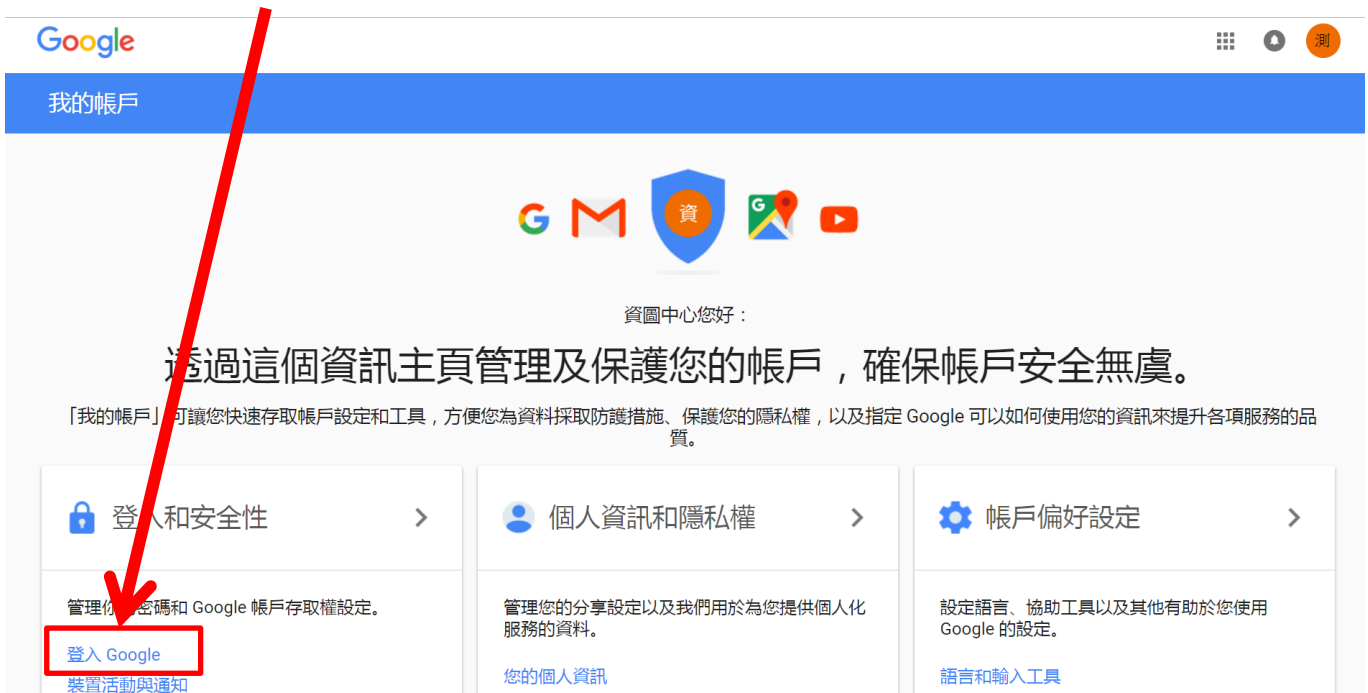 Google
測
我的帳戶
G
資
G
資圖中心您好：
透過這個資訊主頁管理及保護您的帳戶，確保帳戶安全無虞。
「我的帳戶」可讓您快速存取帳戶設定和工具，方便您為資料採取防護措施、保護您的隱私權，以及指定 Google 可以如何使用您的資訊來提升各項服務的品
質。
登入和安全性
管理你的密碼和 Google 帳戶存取權設定。
登入 Google
裝置活動與通知
個人資訊和隱私權
管理您的分享設定以及我們用於為您提供個人化
服務的資料。
您的個人資訊
帳戶偏好設定
設定語言、協助工具以及其他有助於您使用
Google 的設定。
語言和輸入工具